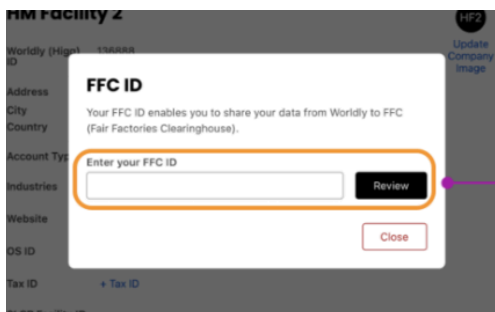 HM Facility 2
HF2
Update
Company
Image
Worldly (Higg) 136888
ID
Address
City
Country
Account Typ
Industries
Website
OS ID
Tax ID + Tax ID
FFC ID
Your FFC ID enables you to share your data from Worldly to FFC
(Fair Factories Clearinghouse).
Enter your FFC ID
Review
Close